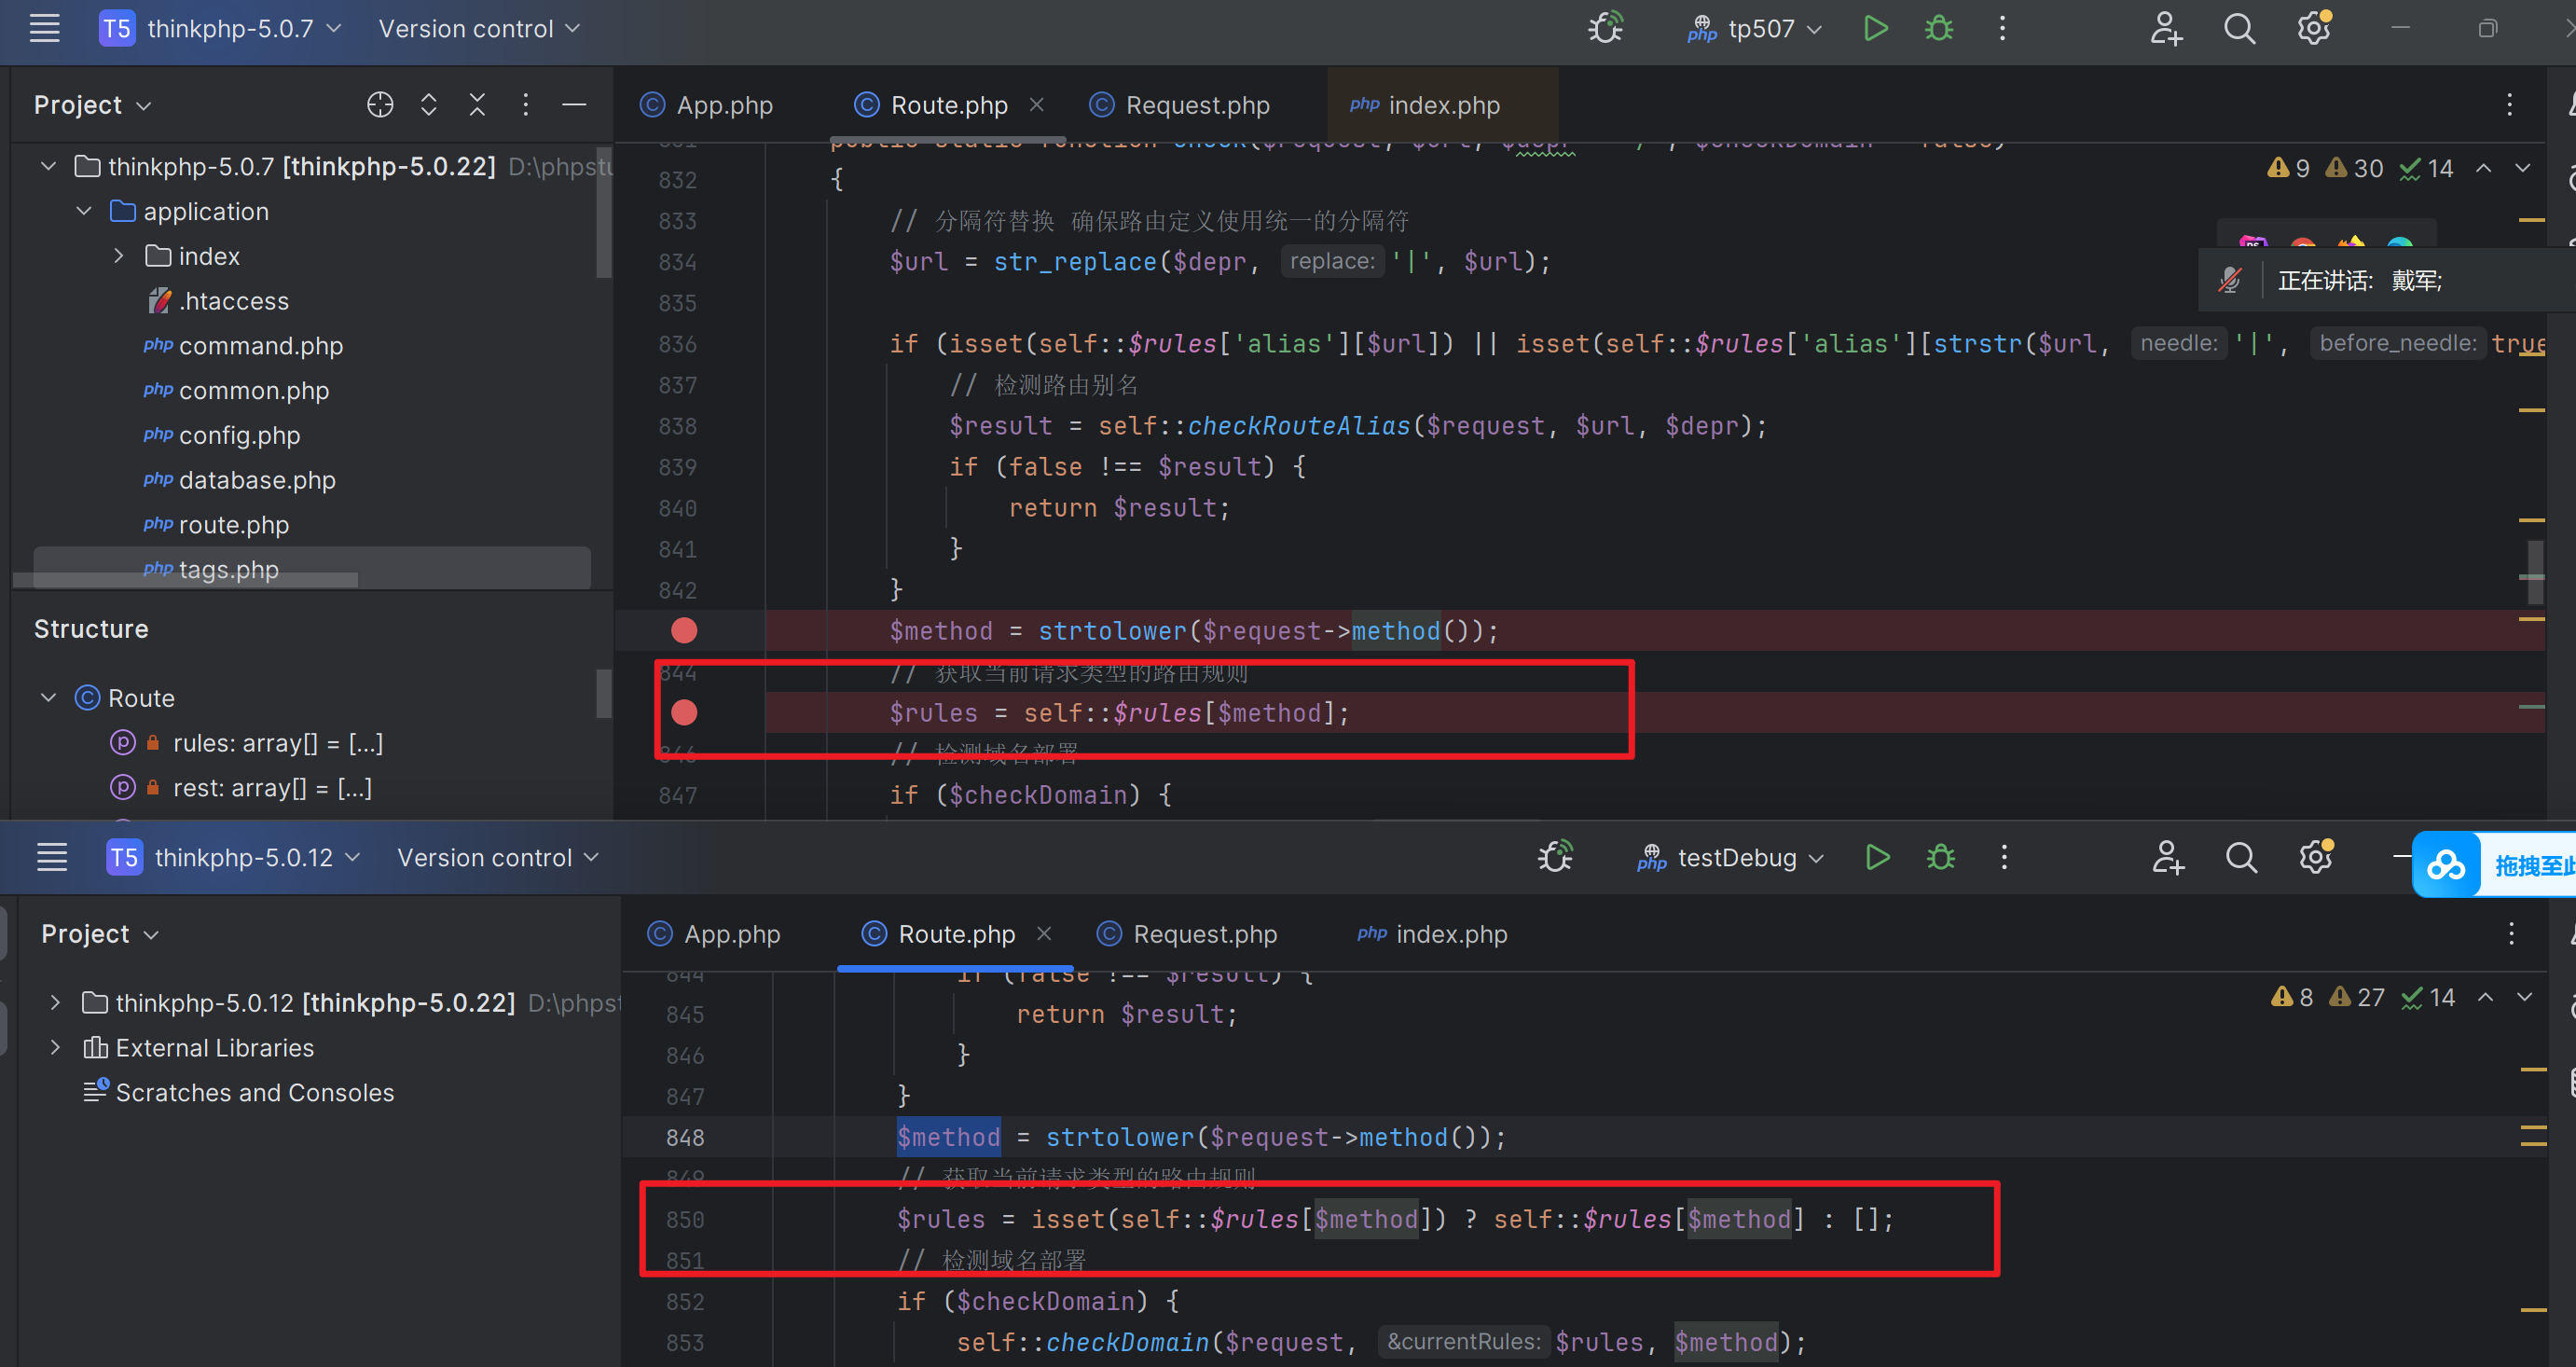 T5 thinkphp-5.0.7 Version control php tp507
Project App.php Route.php Request.php php index.php
thinkphp-5.0.7 [thinkphp-5.0.22] D:\phpstu
application
index
.htaccess
php command.php
php common.php
php config.php
php database.php
php route.php
php tags.php
Structure
Route
p rules: array[] = [...]
p rest: array[] = [...]
9 30 14
832 {
833 // 分隔符替换 确保路由定义使用统一的分隔符
834 $url = str_replace($depr, replace: '|', $url);
835
正在讲话: 戴军;
836 if (isset(self::$rules['alias'][$url]) || isset(self::$rules['alias'][strstr($url, needle: '|', before_needle: true
837 // 检测路由别名
838 $result = self::checkRouteAlias($request, $url, $depr);
839 if (false !== $result) {
840 return $result;
841 }
842 }
$method = strtolower($request->method());
844 // 获取当前请求类型的路由规则
$rules = self::$rules[$method];
846 // 检测域名部署
847 if ($checkDomain) {
T5 thinkphp-5.0.12 Version control php testDebug
拖拽至此
Project App.php Route.php Request.php php index.php
thinkphp-5.0.12 [thinkphp-5.0.22] D:\phpst
External Libraries
Scratches and Consoles
8 27 14
844 if (false !== $result) {
845 return $result;
846 }
847 }
848 $method = strtolower($request->method());
849 // 获取当前请求类型的路由规则
850 $rules = isset(self::$rules[$method]) ? self::$rules[$method] : [];
851 // 检测域名部署
852 if ($checkDomain) {
853 self::checkDomain($request, &currentRules: $rules, $method);